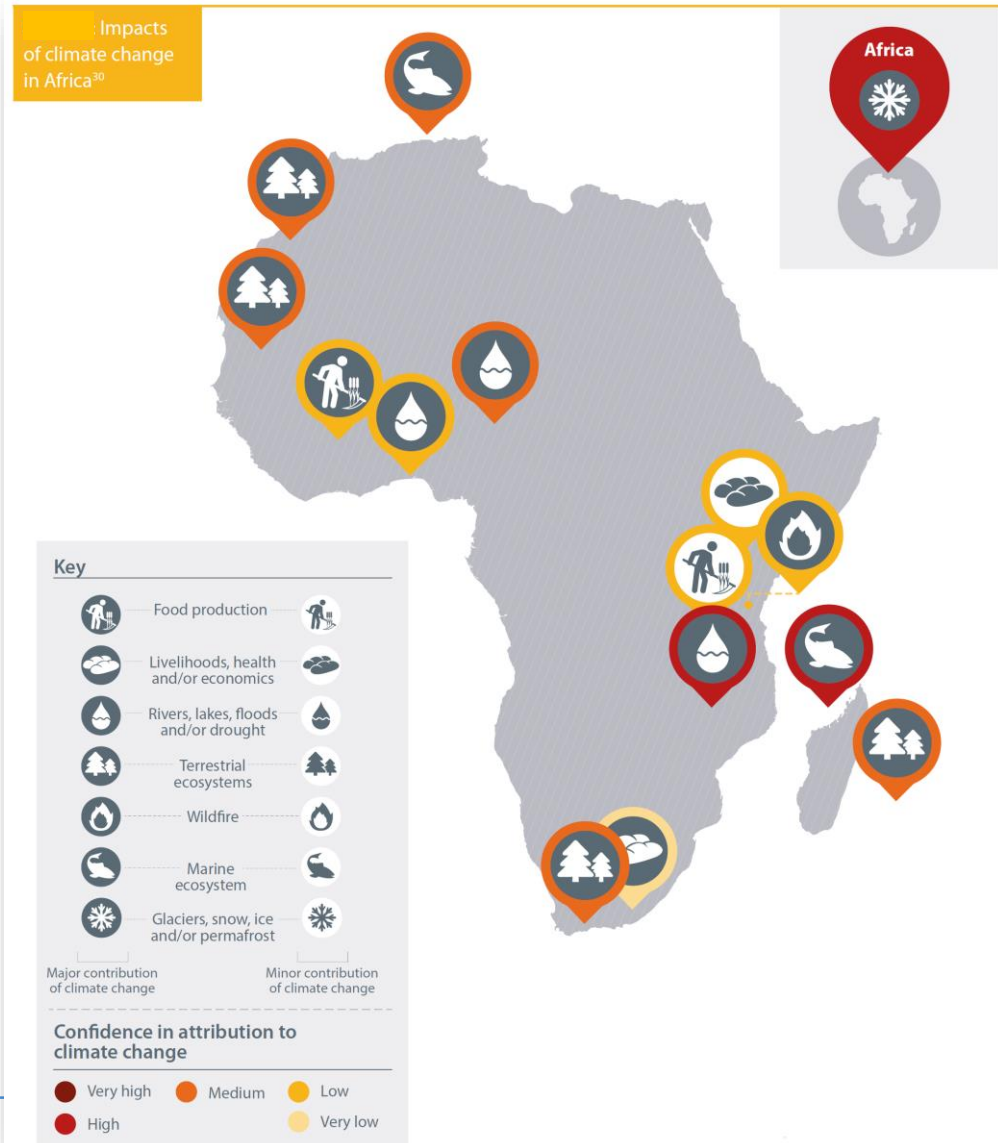 : Impacts
of climate change
in Africa³⁰
Africa
Key
Food production
Livelihoods, health
and/or economics
Rivers, lakes, floods
and/or drought
Terrestrial
ecosystems
Wildfire
Marine
ecosystem
Glaciers, snow, ice
and/or permafrost
Major contribution
of climate change
Minor contribution
of climate change
Confidence in attribution to
climate change
Very high
Medium
Low
High
Very low